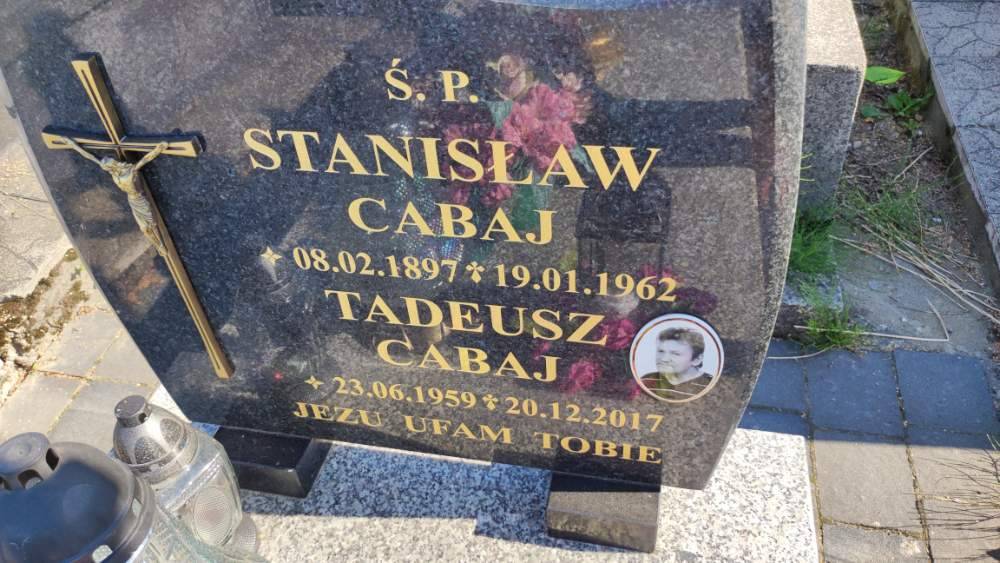 Ś. P.
STANISŁAW
CABAJ
08.02.1897 19.01.1962
TADEUSZ
CABAJ
23.06.1959 20.12.2017
JEZU UFAM TOBIE